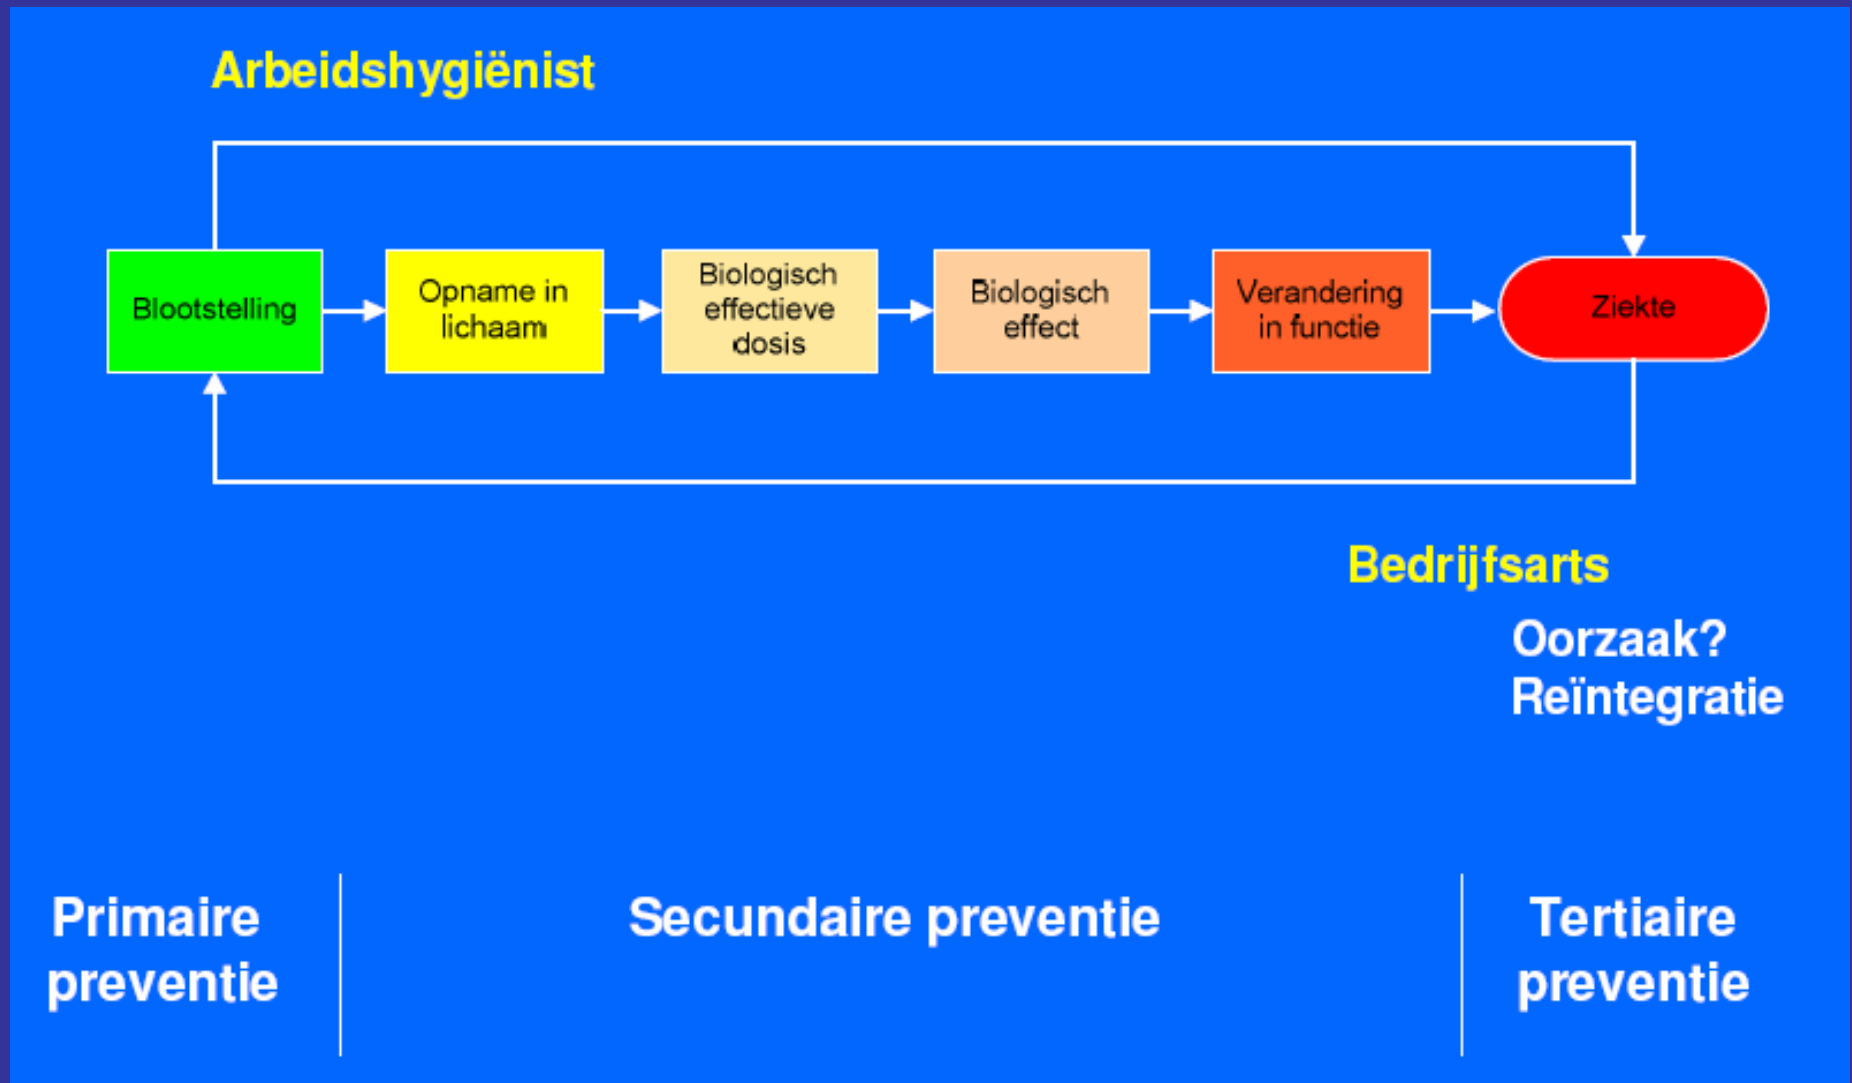 Arbeidshygiënist
Blootstelling
Opname in
lichaam
Biologisch
effectieve
dosis
Biologisch
effect
Verandering
in functie
Ziekte
Bedrijfsarts
Oorzaak?
Reïntegratie
Primaire
preventie
Secundaire preventie
Tertiaire
preventie